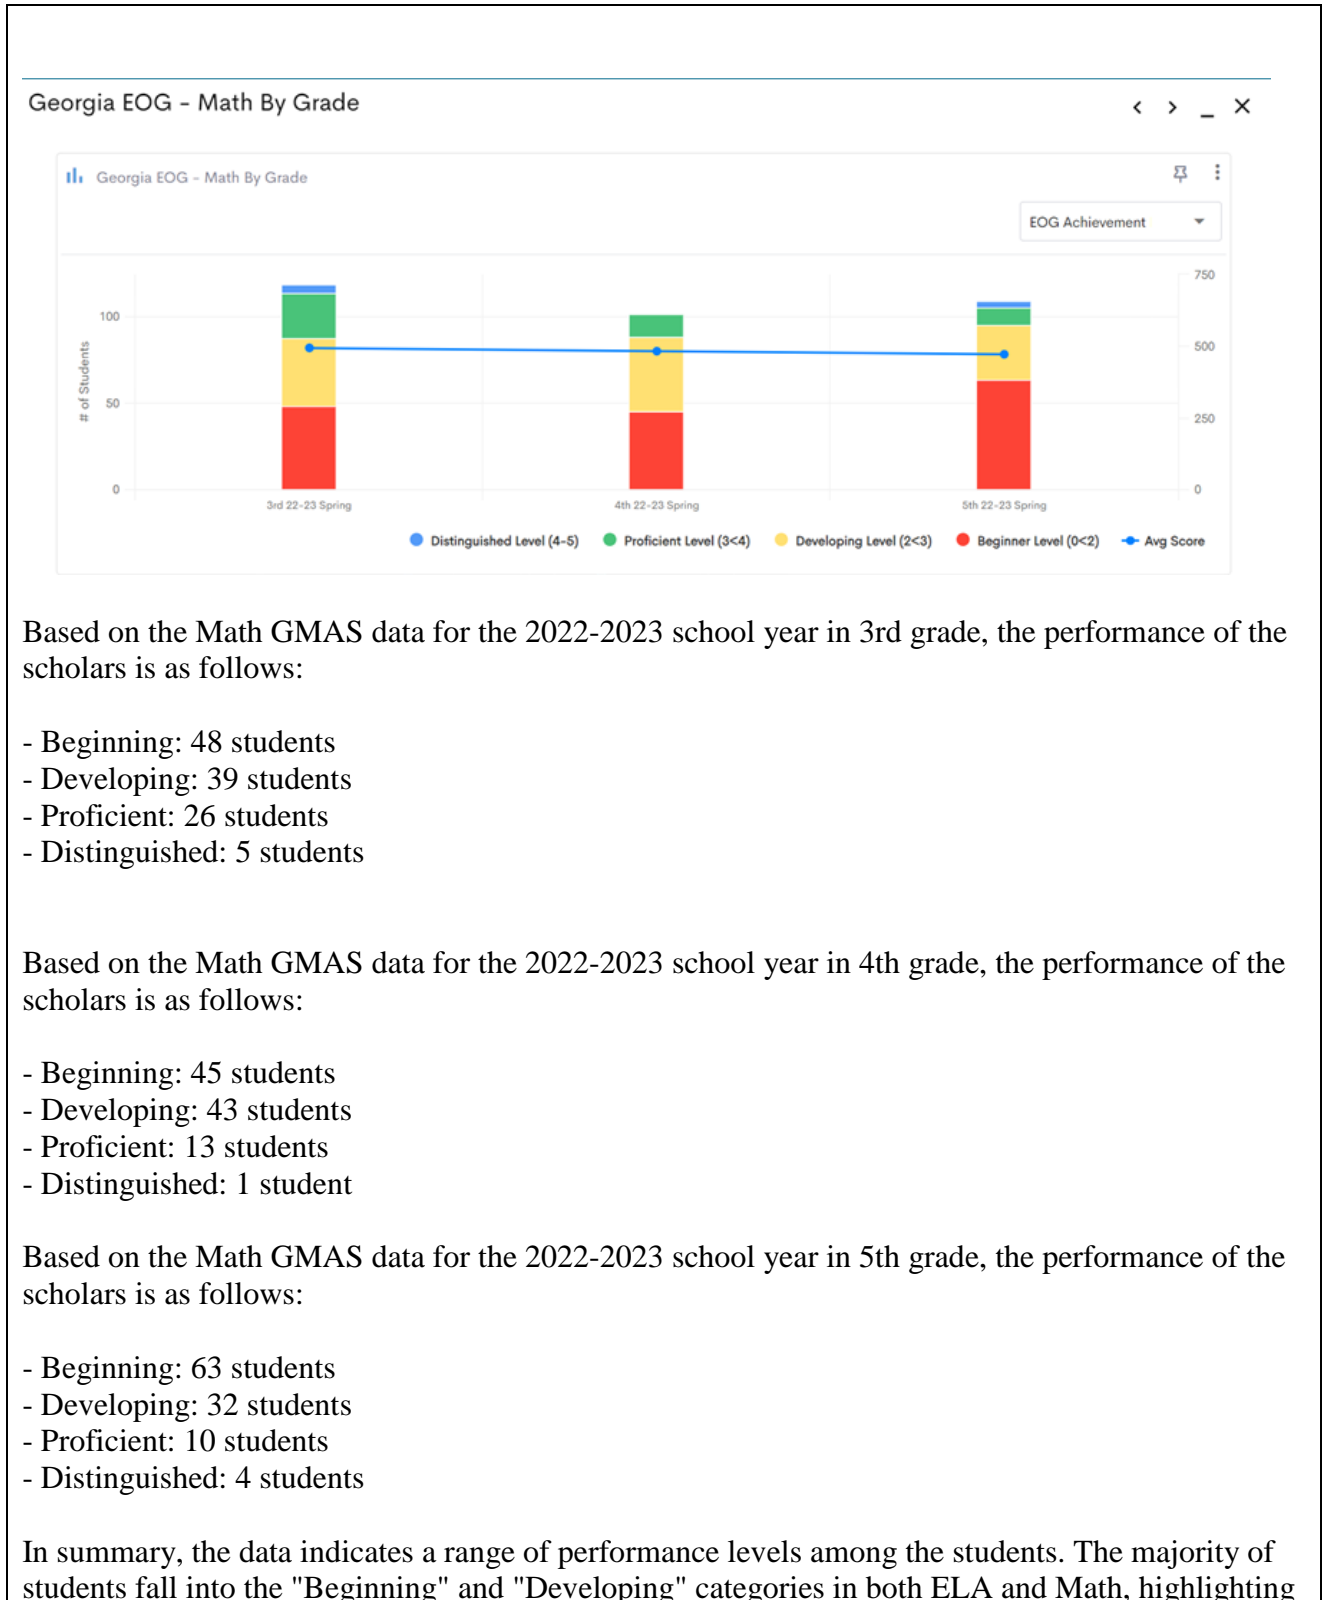 Georgia EOG - Math By Grade
Georgia EOG - Math By Grade
EOG Achievement
# of Students
100
50
0
750
500
250
0
3rd 22-23 Spring
4th 22-23 Spring
5th 22-23 Spring
Distinguished Level (4-5)
Proficient Level (3<4)
Developing Level (2<3)
Beginner Level (0<2)
Avg Score
Based on the Math GMAS data for the 2022-2023 school year in 3rd grade, the performance of the
scholars is as follows:
- Beginning: 48 students
- Developing: 39 students
- Proficient: 26 students
- Distinguished: 5 students
Based on the Math GMAS data for the 2022-2023 school year in 4th grade, the performance of the
scholars is as follows:
- Beginning: 45 students
- Developing: 43 students
- Proficient: 13 students
- Distinguished: 1 student
Based on the Math GMAS data for the 2022-2023 school year in 5th grade, the performance of the
scholars is as follows:
- Beginning: 63 students
- Developing: 32 students
- Proficient: 10 students
- Distinguished: 4 students
In summary, the data indicates a range of performance levels among the students. The majority of
students fall into the "Beginning" and "Developing" categories in both ELA and Math, highlighting